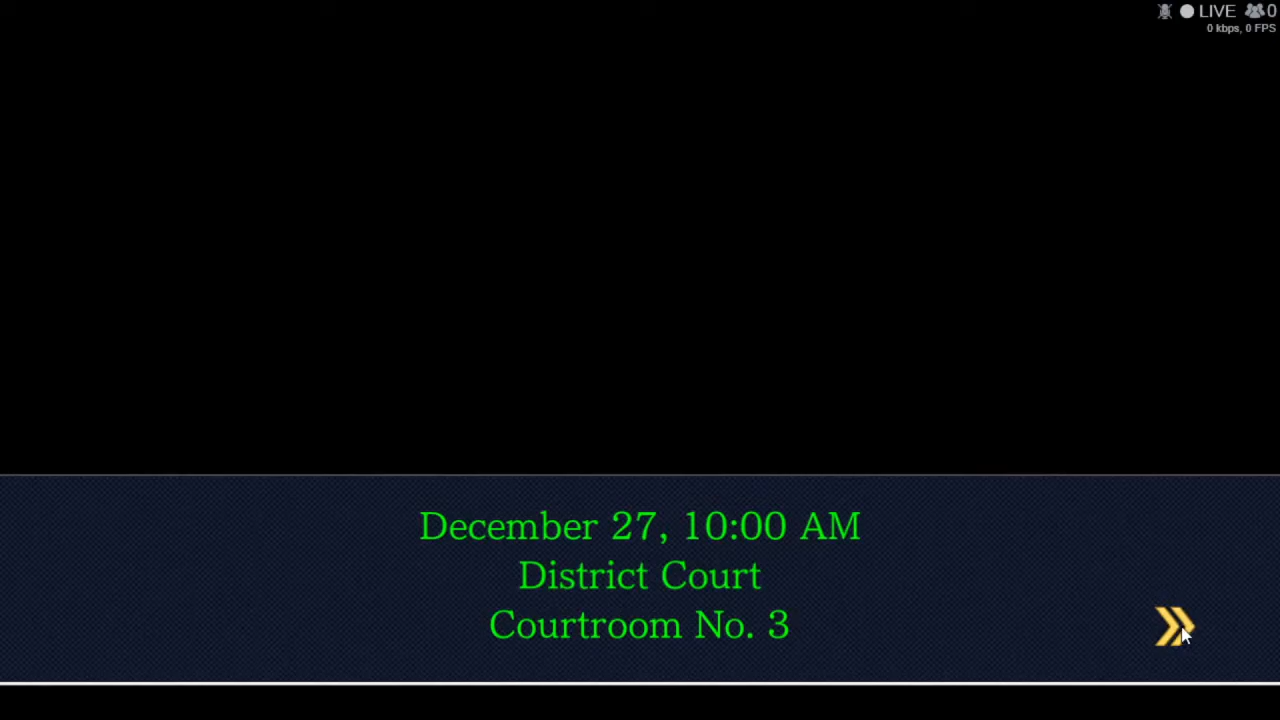 LIVE 0
0 kbps, 0 FPS
December 27, 10:00 AM
District Court
Courtroom No. 3